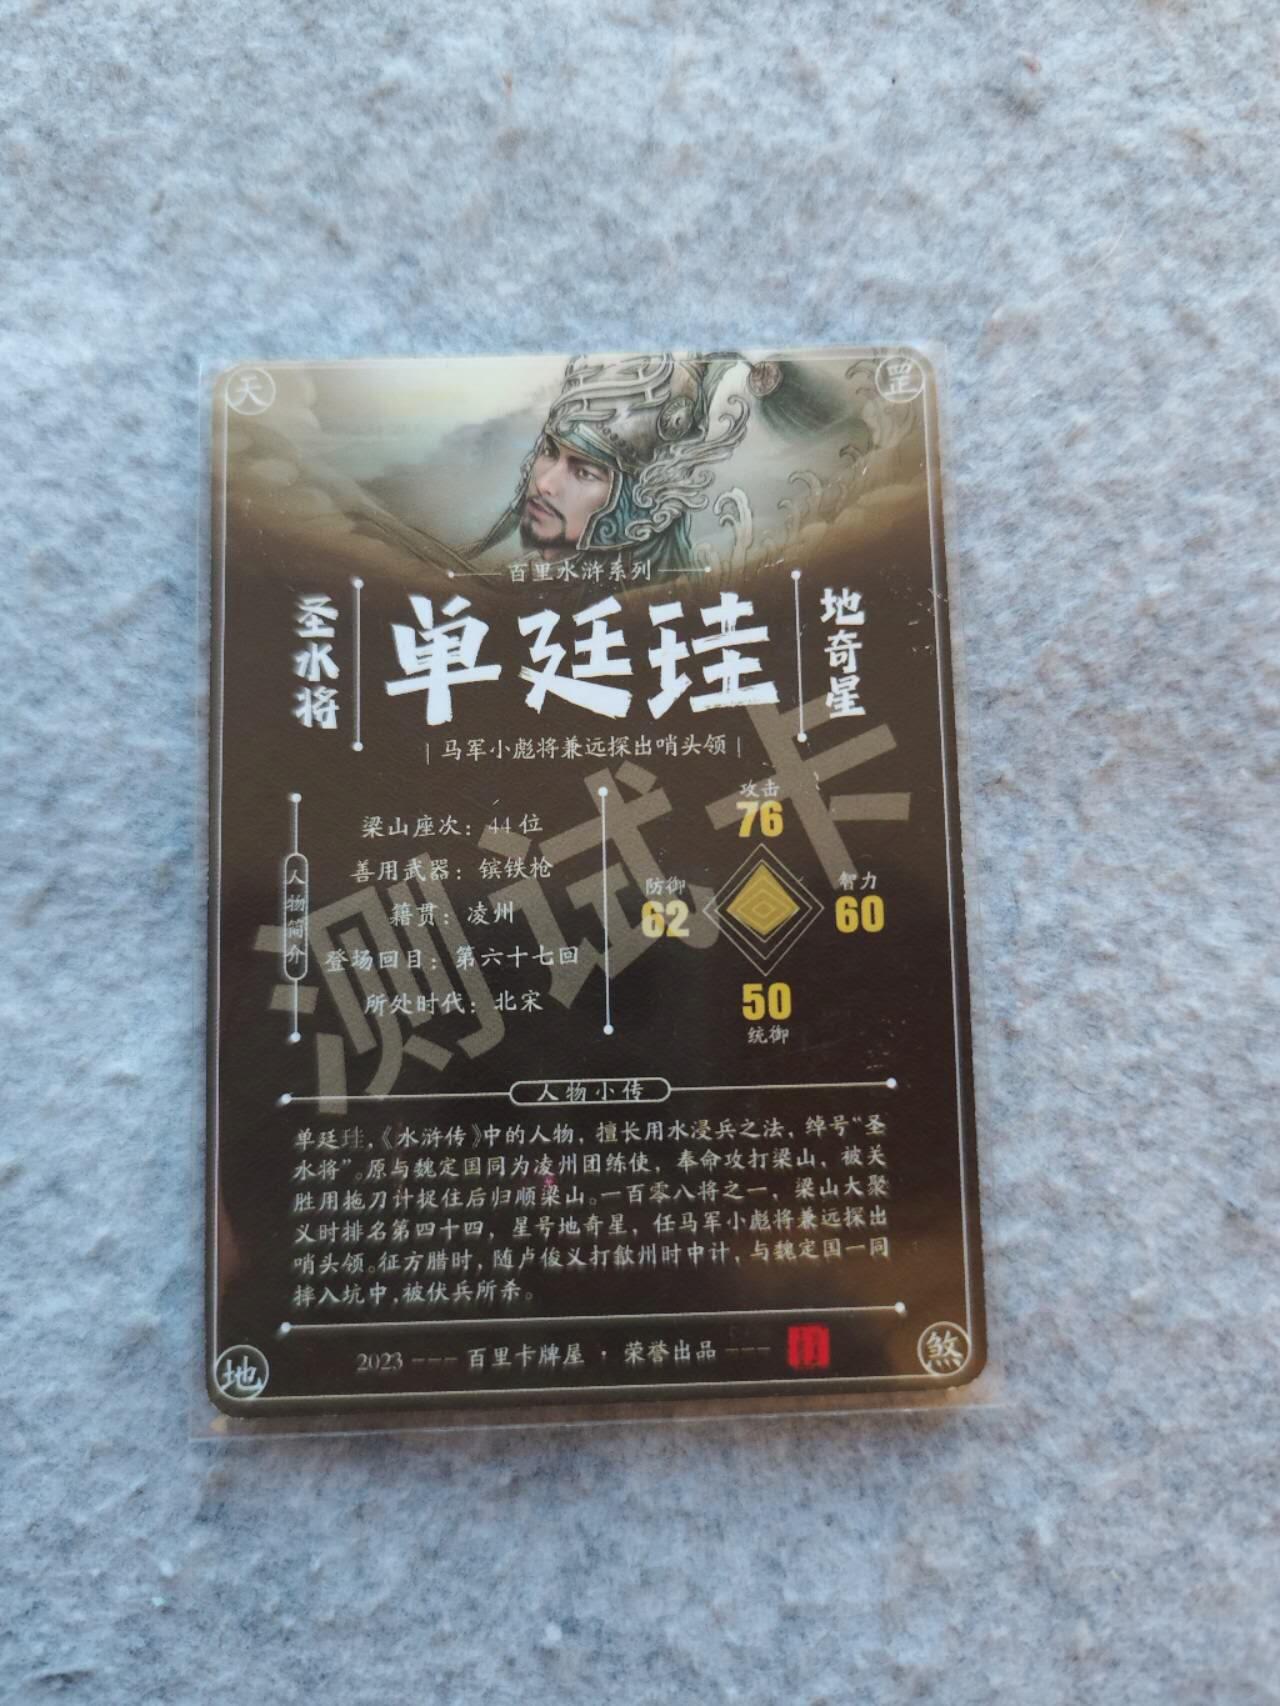 天
罡
百里水浒系列
圣水将
单廷珪
地奇星
马军小彪将兼远探出哨头领
人物简介
梁山座次：44位
善用武器：镔铁枪
籍贯：凌州
登场回目：第六十七回
所处时代：北宋
攻击
76
防御
62
智力
60
50
统御
测试卡
人物小传
单廷珪，《水浒传》中的人物，擅长用水浸兵之法，绰号“圣
水将”。原与魏定国同为凌州团练使，奉命攻打梁山，被关
胜用拖刀计捉住后归顺梁山。一百零八将之一，梁山大聚
义时排名第四十四，星号地奇星，任马军小彪将兼远探出
哨头领。征方腊时，随卢俊义打歙州时中计，与魏定国一同
摔入坑中，被伏兵所杀。
2023 --- 百里卡牌屋 · 荣誉出品 ---
地
煞